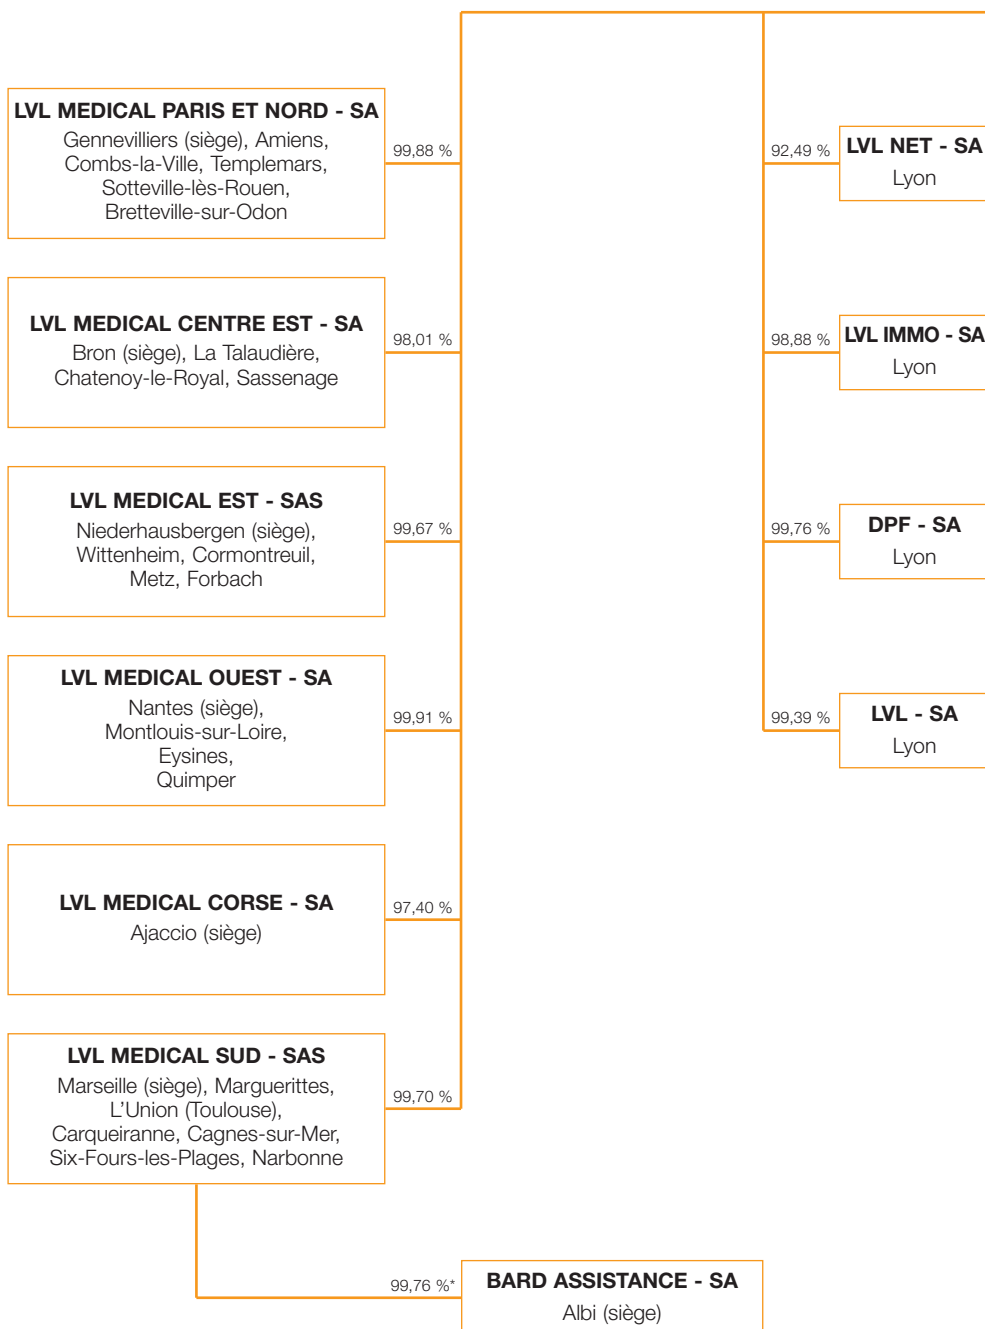 LVL MEDICAL PARIS ET NORD - SA
Gennevilliers (siège), Amiens,
Combs-la-Ville, Templemars,
Sotteville-lès-Rouen,
Bretteville-sur-Odon
99,88 %
92,49 %
LVL NET - SA
Lyon
LVL MEDICAL CENTRE EST - SA
Bron (siège), La Talaudière,
Chatenoy-le-Royal, Sassenage
98,01 %
98,88 %
LVL IMMO - SA
Lyon
LVL MEDICAL EST - SAS
Niederhausbergen (siège),
Wittenheim, Cormontreuil,
Metz, Forbach
99,67 %
99,76 %
DPF - SA
Lyon
LVL MEDICAL OUEST - SA
Nantes (siège),
Montlouis-sur-Loire,
Eysines,
Quimper
99,91 %
99,39 %
LVL - SA
Lyon
LVL MEDICAL CORSE - SA
Ajaccio (siège)
97,40 %
LVL MEDICAL SUD - SAS
Marseille (siège), Marguerittes,
L'Union (Toulouse),
Carqueiranne, Cagnes-sur-Mer,
Six-Fours-les-Plages, Narbonne
99,70 %
99,76 %*
BARD ASSISTANCE - SA
Albi (siège)